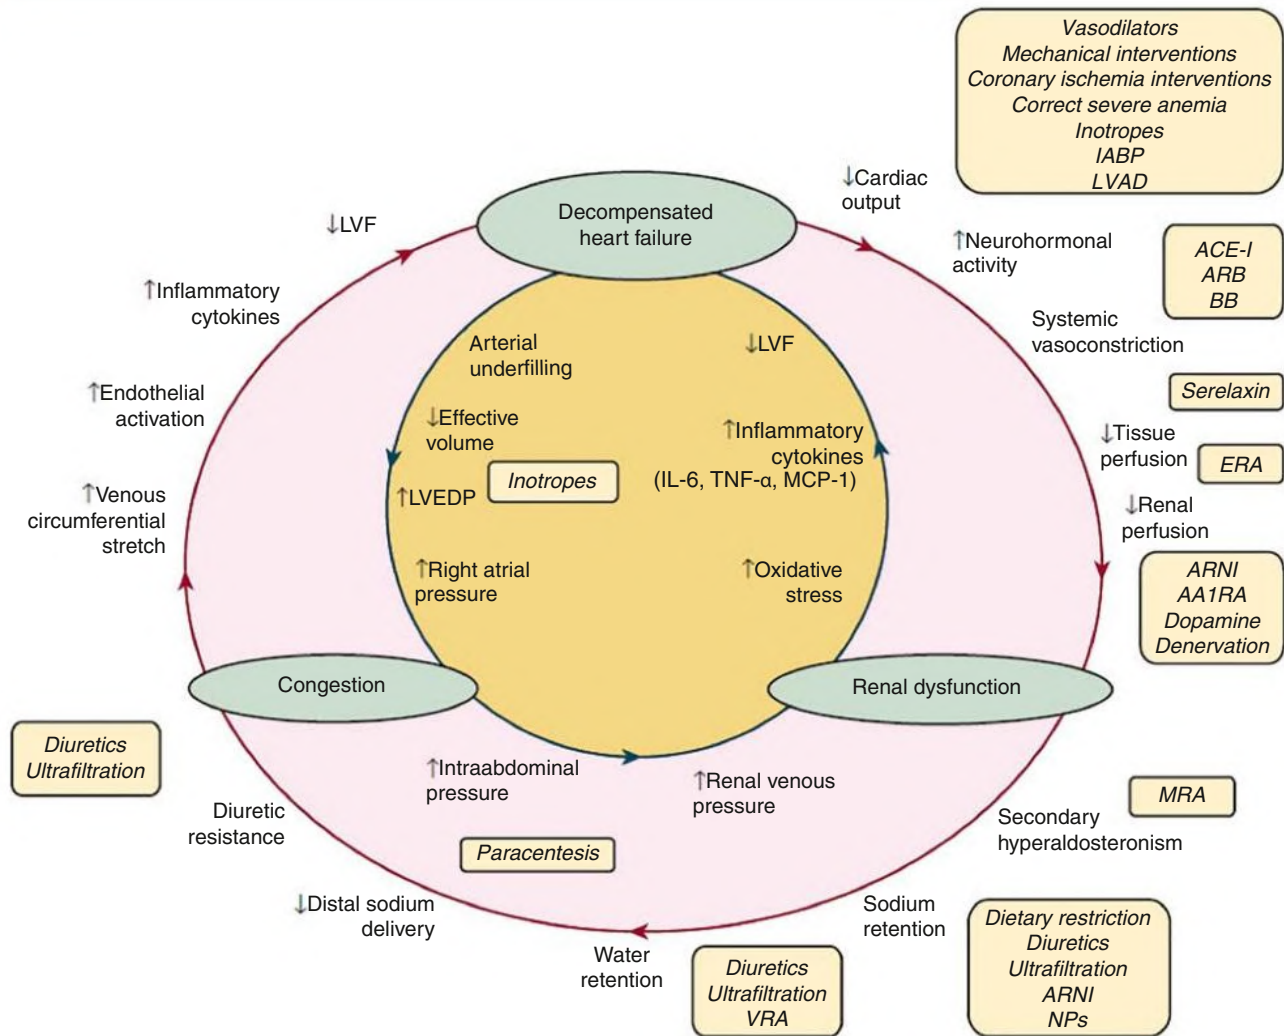 Vasodilators
Mechanical interventions
Coronary ischemia interventions
Correct severe anemia
Inotropes
IABP
LVAD
↓Cardiac
output
Decompensated
heart failure
↓LVF
↑Neurohormonal
activity
ACE-I
ARB
BB
↑Inflammatory
cytokines
Systemic
vasoconstriction
Arterial
underfilling
↓LVF
Serelaxin
↑Endothelial
activation
↓Effective
volume
↑Inflammatory
cytokines
(IL-6, TNF-α, MCP-1)
↓Tissue
perfusion
ERA
Inotropes
↑Venous
circumferential
stretch
↑LVEDP
↓Renal
perfusion
↑Right atrial
pressure
↑Oxidative
stress
ARNI
AA1RA
Dopamine
Denervation
Congestion
Renal dysfunction
Diuretics
Ultrafiltration
↑Intraabdominal
pressure
↑Renal venous
pressure
MRA
Diuretic
resistance
Secondary
hyperaldosteronism
Paracentesis
↓Distal sodium
delivery
Sodium
retention
Dietary restriction
Diuretics
Ultrafiltration
ARNI
NPs
Water
retention
Diuretics
Ultrafiltration
VRA